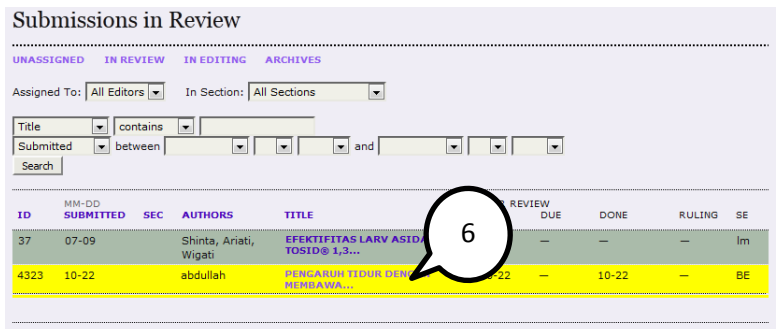 Submissions in Review
UNASSIGNED IN REVIEW IN EDITING ARCHIVES
Assigned To: All Editors In Section: All Sections
Title contains
Submitted between and
Search
MM-DD REVIEW
ID SUBMITTED SEC AUTHORS TITLE DUE DONE RULING SE
6
37 07-09 Shinta, Ariati, EFEKTIFITAS LARV — — — lm
Wigati TOSID® 1,3...
4323 10-22 abdullah PENGARUH TIDUR — 10-22 — BE
MEMBAWA...